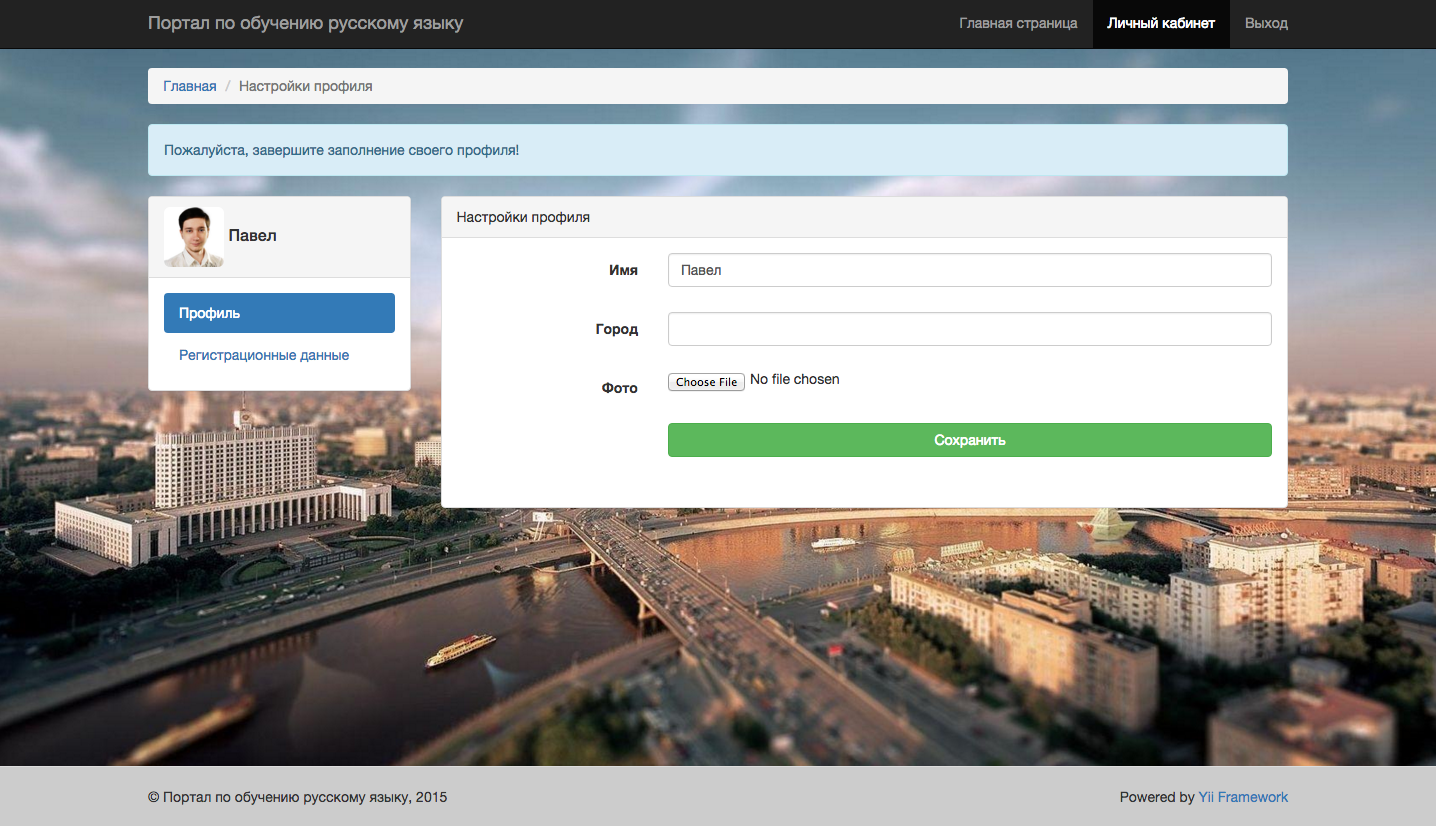 Портал по обучению русскому языку
Главная страница
Личный кабинет
Выход
Главная / Настройки профиля
Пожалуйста, завершите заполнение своего профиля!
Павел
Профиль
Регистрационные данные
Настройки профиля
Имя
Павел
Город
Фото
Choose File No file chosen
Сохранить
© Портал по обучению русскому языку, 2015
Powered by Yii Framework